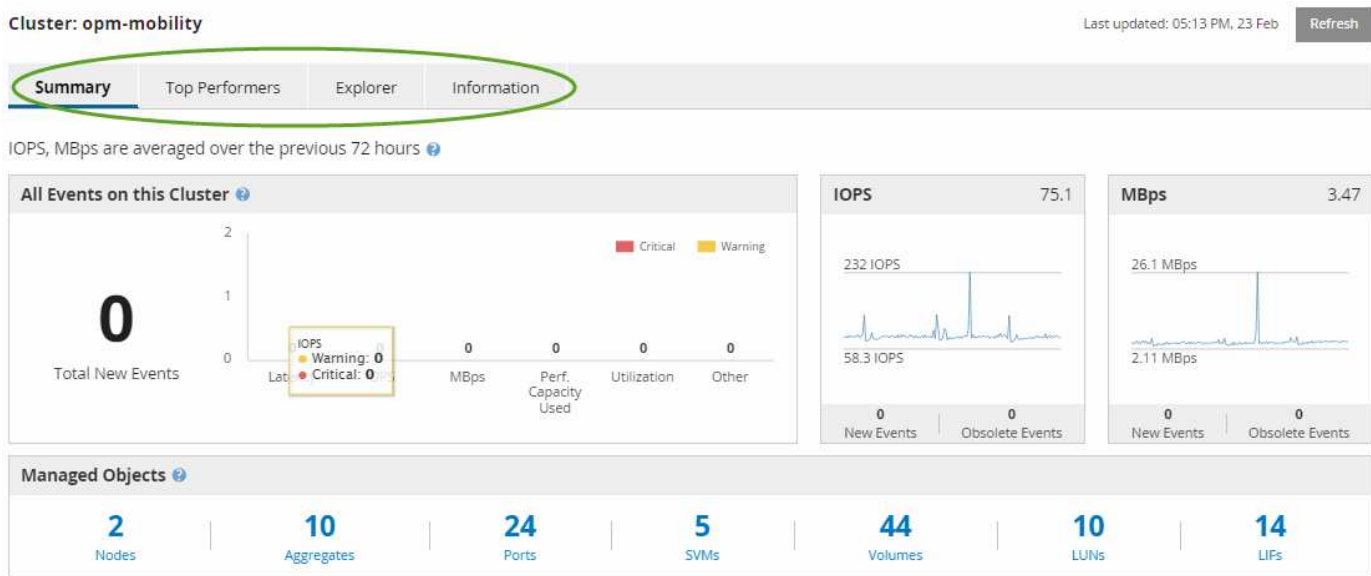 Cluster: opm-mobility
Last updated: 05:13 PM, 23 Feb
Refresh
Summary
Top Performers
Explorer
Information
IOPS, MBps are averaged over the previous 72 hours ?
All Events on this Cluster ?
0
Total New Events
2
1
0
Critical
Warning
IOPS
Warning: 0
Critical: 0
0
0
0
0
MBps
Perf.
Capacity
Used
Utilization
Other
IOPS 75.1
232 IOPS
58.3 IOPS
0
New Events
0
Obsolete Events
MBps 3.47
26.1 MBps
2.11 MBps
0
New Events
0
Obsolete Events
Managed Objects ?
2
Nodes
10
Aggregates
24
Ports
5
SVMs
44
Volumes
10
LUNs
14
LIFs